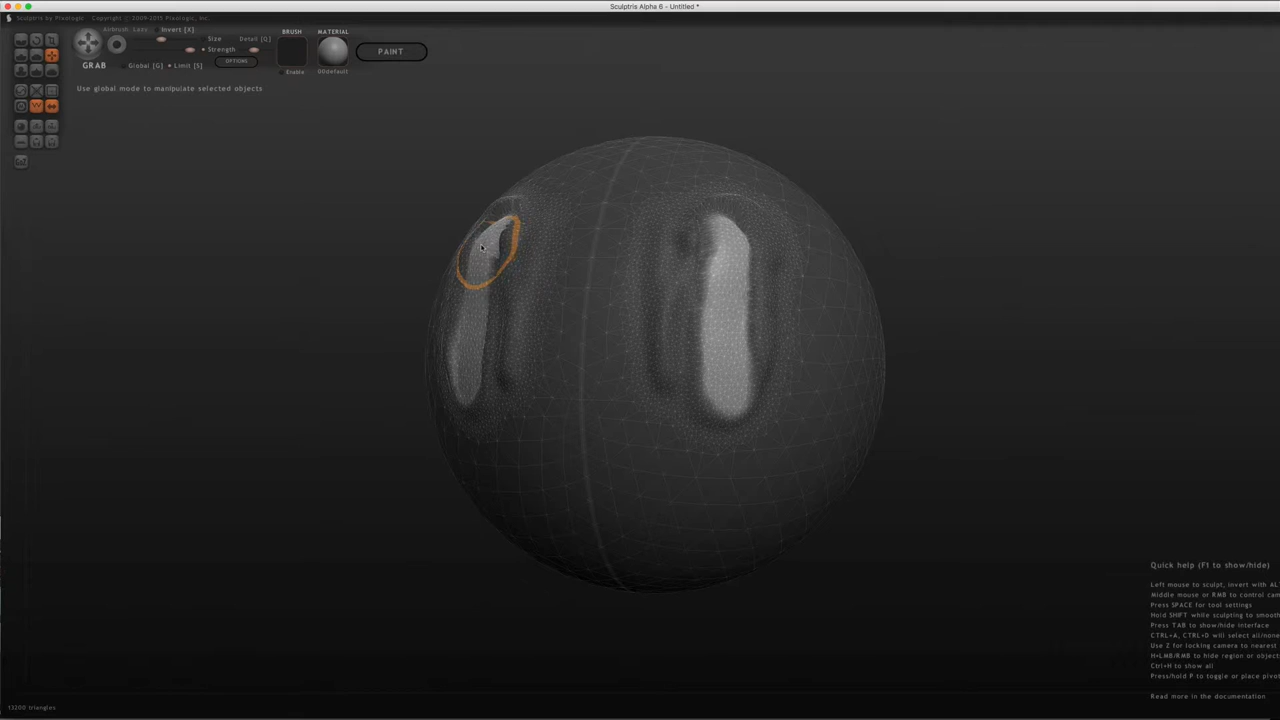 Sculptris Alpha 6 - Untitled *
Sculptris by Pixologic, Copyright ©2009-2015 Pixologic, Inc.
Airbrush Lazy Invert [X]
Size Detail [Q]
Strength
GRAB
Global [G] Limit [S]
OPTIONS
BRUSH
Enable
MATERIAL
00default
PAINT
Use global mode to manipulate selected objects
Quick help (F1 to show/hide)
Left mouse to sculpt, invert with AL
Middle mouse or RMB to control cam
Press SPACE for tool settings
Hold SHIFT while sculpting to smoot
Press TAB to show/hide interface
CTRL+A, CTRL+D will select all/none
Use Z for locking camera to nearest
H+LMB/RMB to hide region or object
Ctrl+H to show all
Press/hold P to toggle or place pivo
Read more in the documentation
13200 triangles